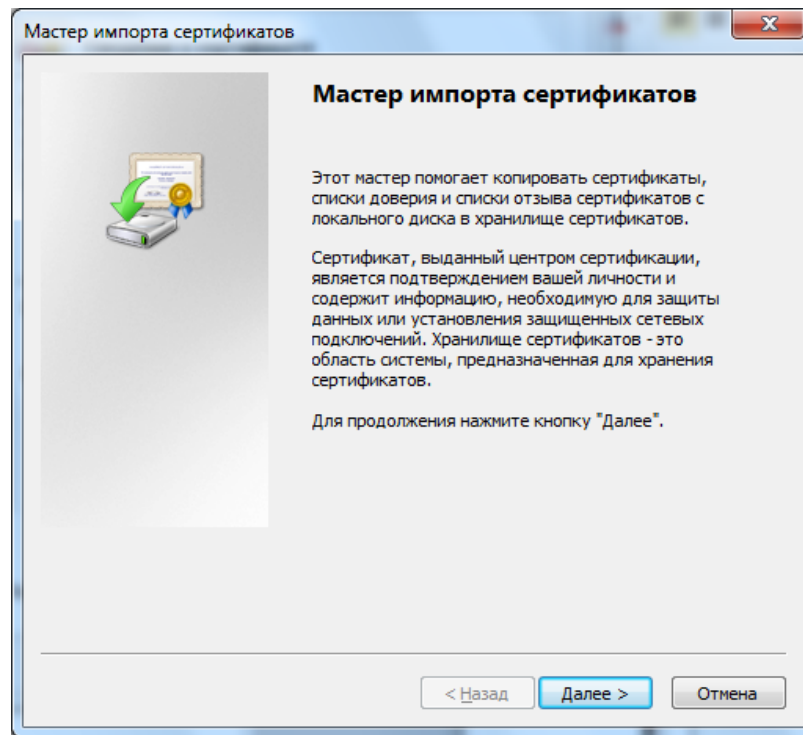 Мастер импорта сертификатов
Мастер импорта сертификатов
Этот мастер помогает копировать сертификаты,
списки доверия и списки отзыва сертификатов с
локального диска в хранилище сертификатов.
Сертификат, выданный центром сертификации,
является подтверждением вашей личности и
содержит информацию, необходимую для защиты
данных или установления защищенных сетевых
подключений. Хранилище сертификатов - это
область системы, предназначенная для хранения
сертификатов.
Для продолжения нажмите кнопку "Далее".
< Назад Далее > Отмена